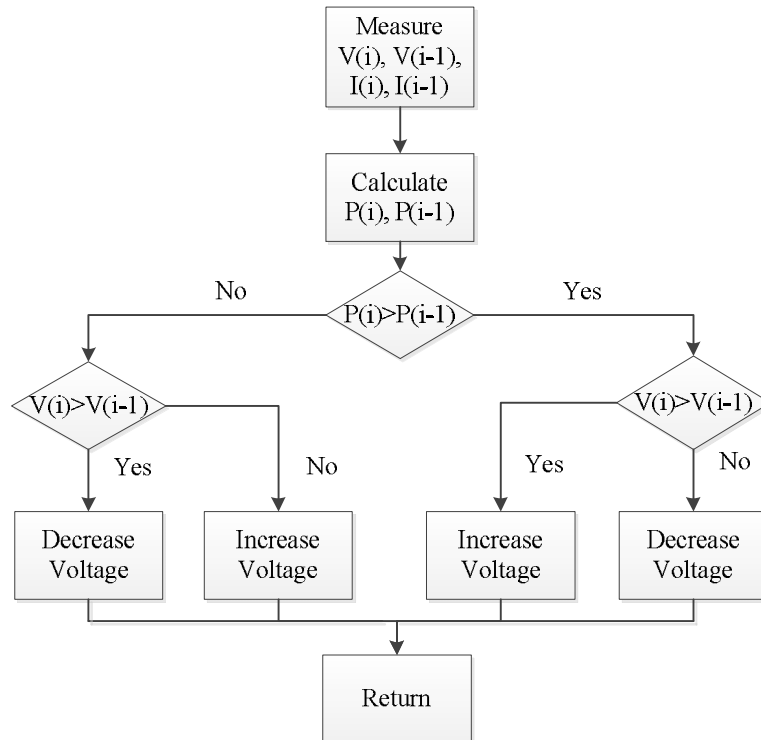 Measure
V(i), V(i-1),
I(i), I(i-1)
Calculate
P(i), P(i-1)
No
Yes
P(i)>P(i-1)
V(i)>V(i-1)
V(i)>V(i-1)
Yes
No
Yes
No
Decrease
Voltage
Increase
Voltage
Increase
Voltage
Decrease
Voltage
Return